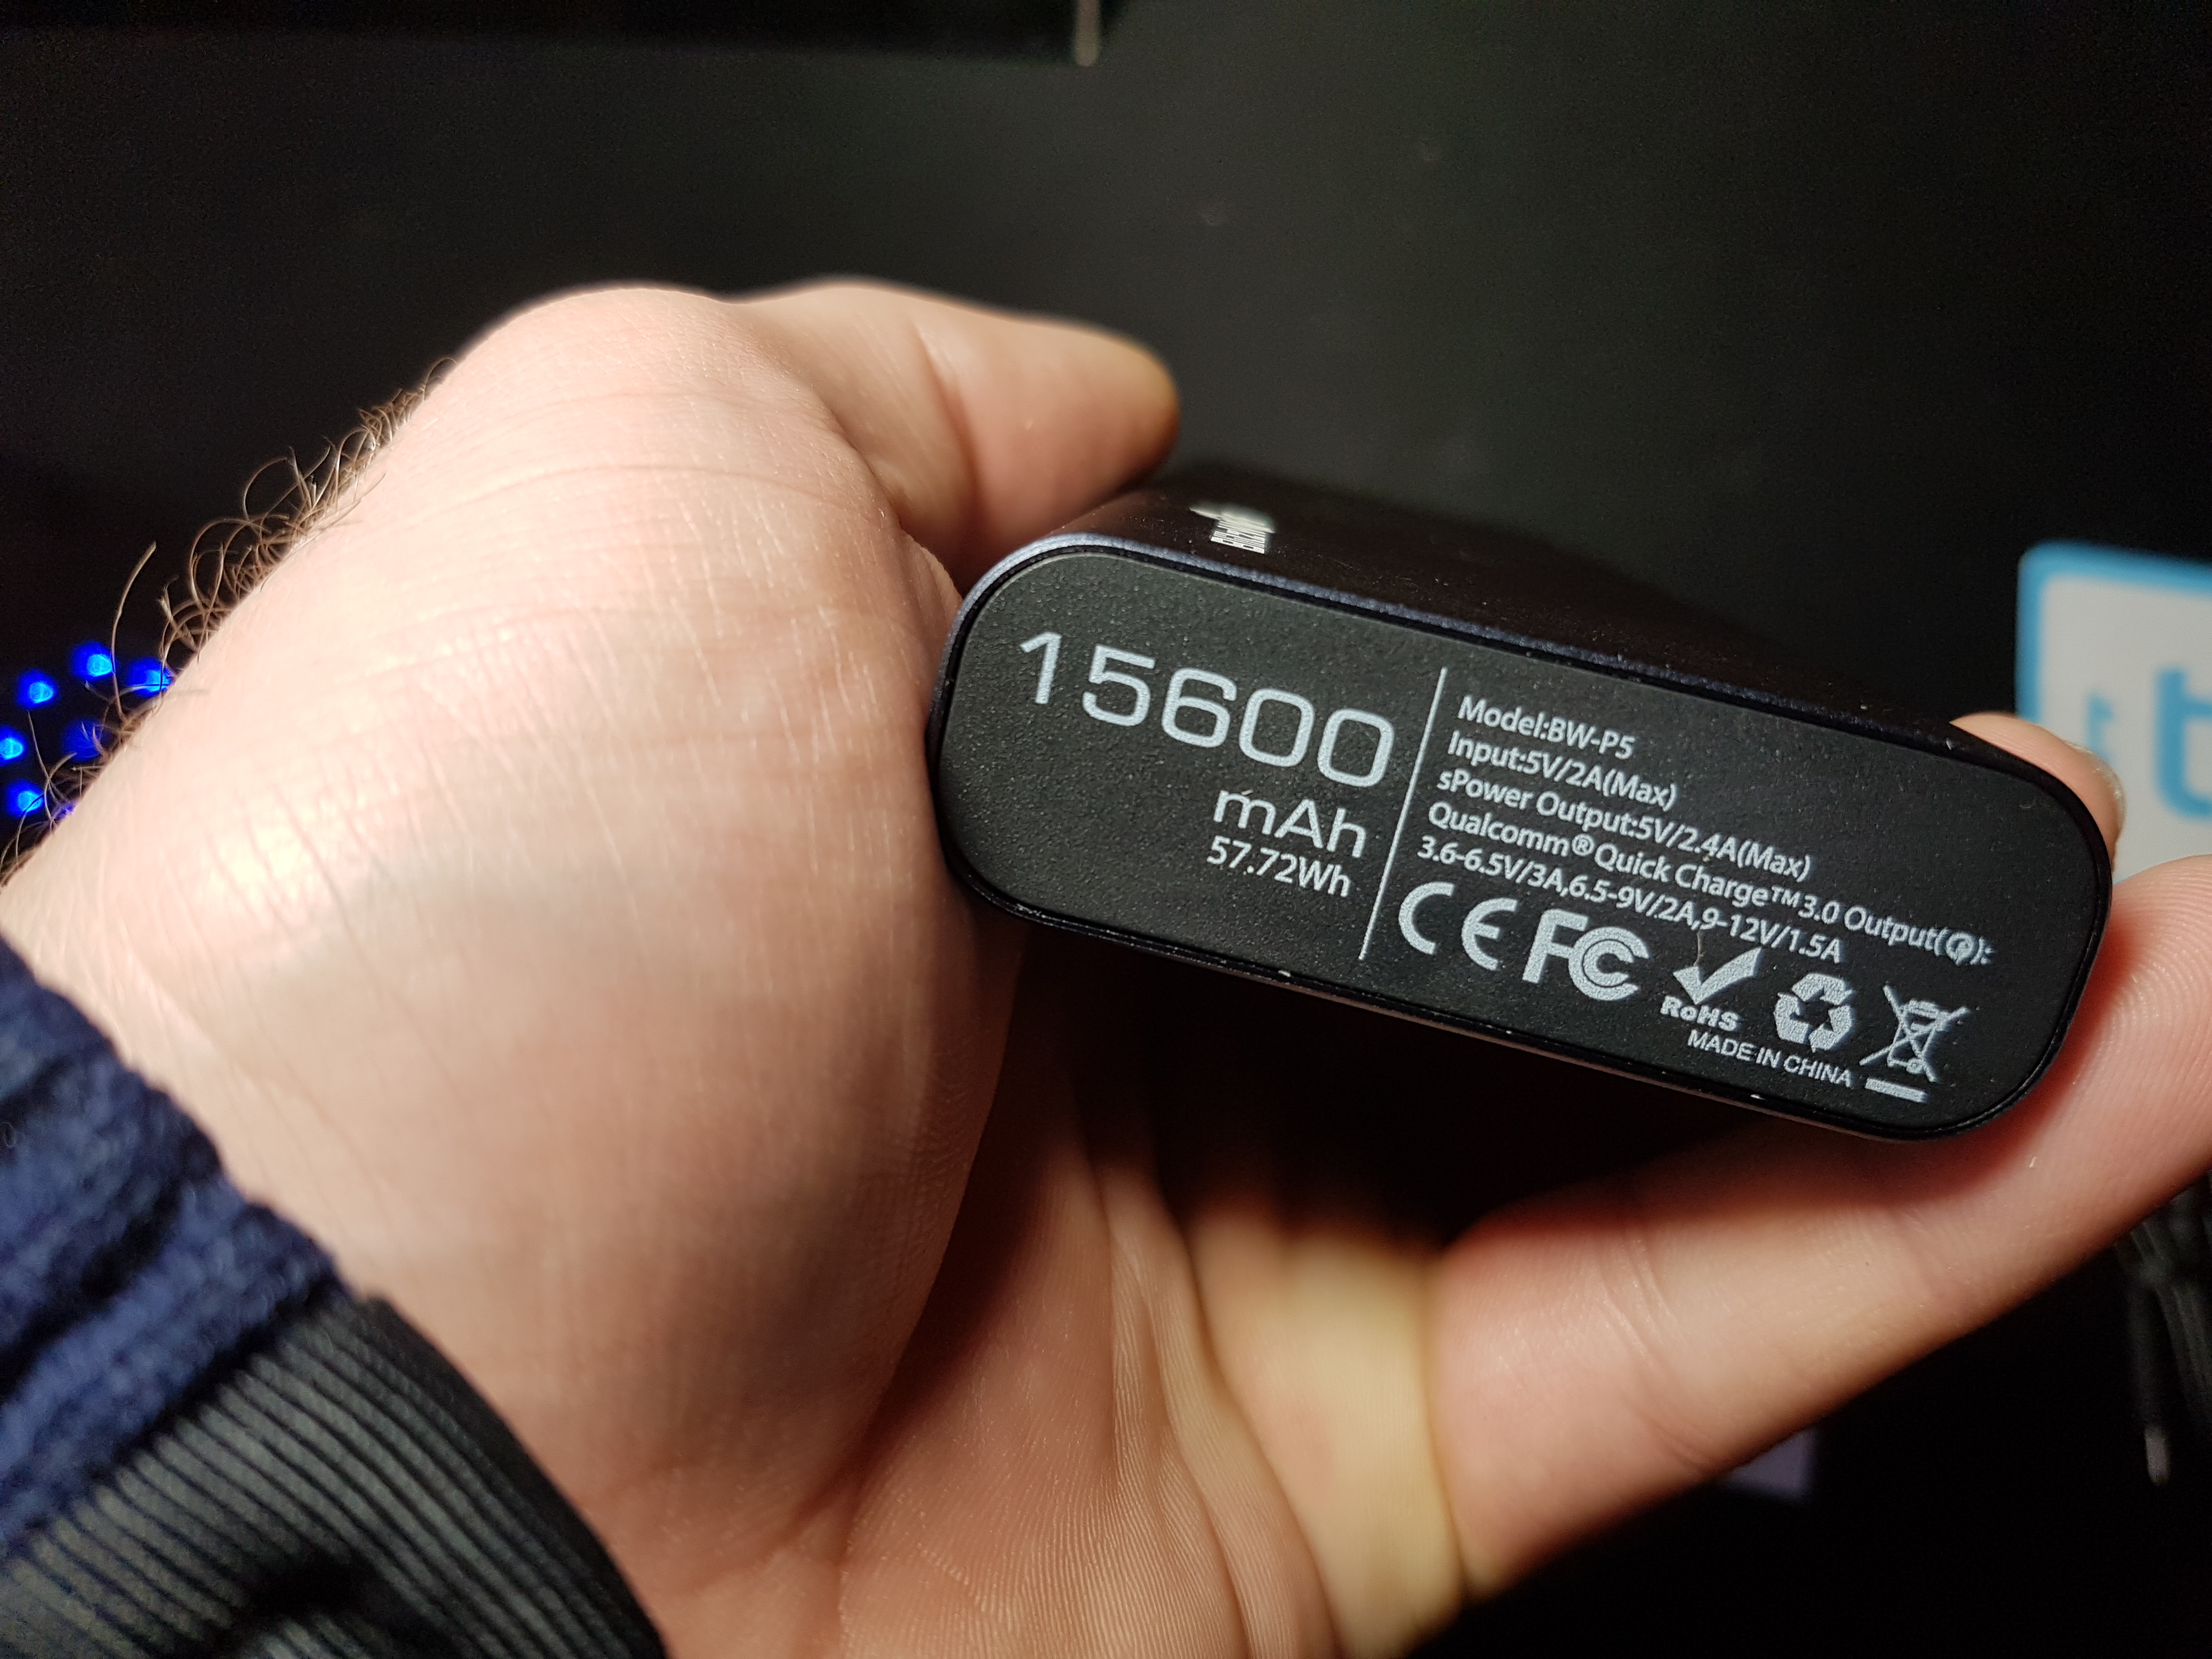 15600
mAh
57.72Wh
Model:BW-P5
Input:5V/2A(Max)
sPower Output:5V/2.4A(Max)
Qualcomm®Quick Charge™3.0 Output():
3.6-6.5V/3A,6.5-9V/2A,9-12V/1.5A
CE FC
RoHS
MADE IN CHINA